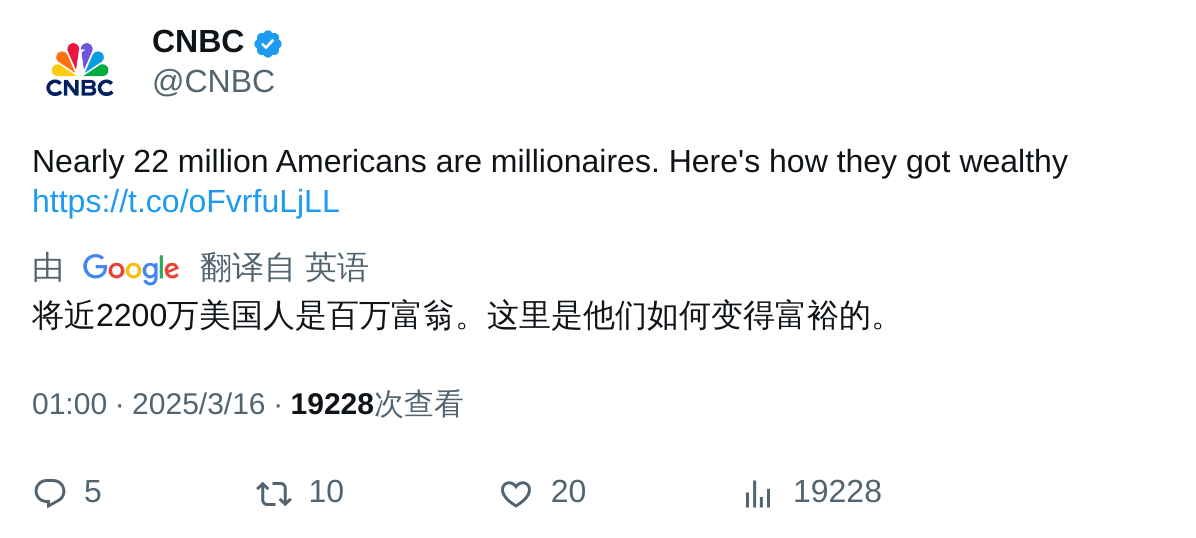 CNBC
CNBC
@CNBC
Nearly 22 million Americans are millionaires. Here's how they got wealthy
https://t.co/oFvrfuLjLL
由 Google 翻译自 英语
将近2200万美国人是百万富翁。这里是他们如何变得富裕的。
01:00 · 2025/3/16 · 19228次查看
5 10 20 19228